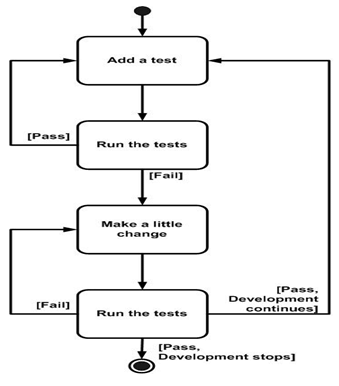 Add a test
[Pass]
Run the tests
[Fail]
Make a little
change
[Fail]
Run the tests
[Pass,
Development
continues]
[Pass,
Development stops]